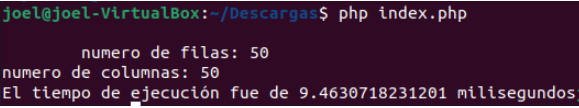 joel@joel-VirtualBox:~/Descargas$ php index.php
numero de filas: 50
numero de columnas: 50
El tiempo de ejecución fue de 9.4630718231201 milisegundos